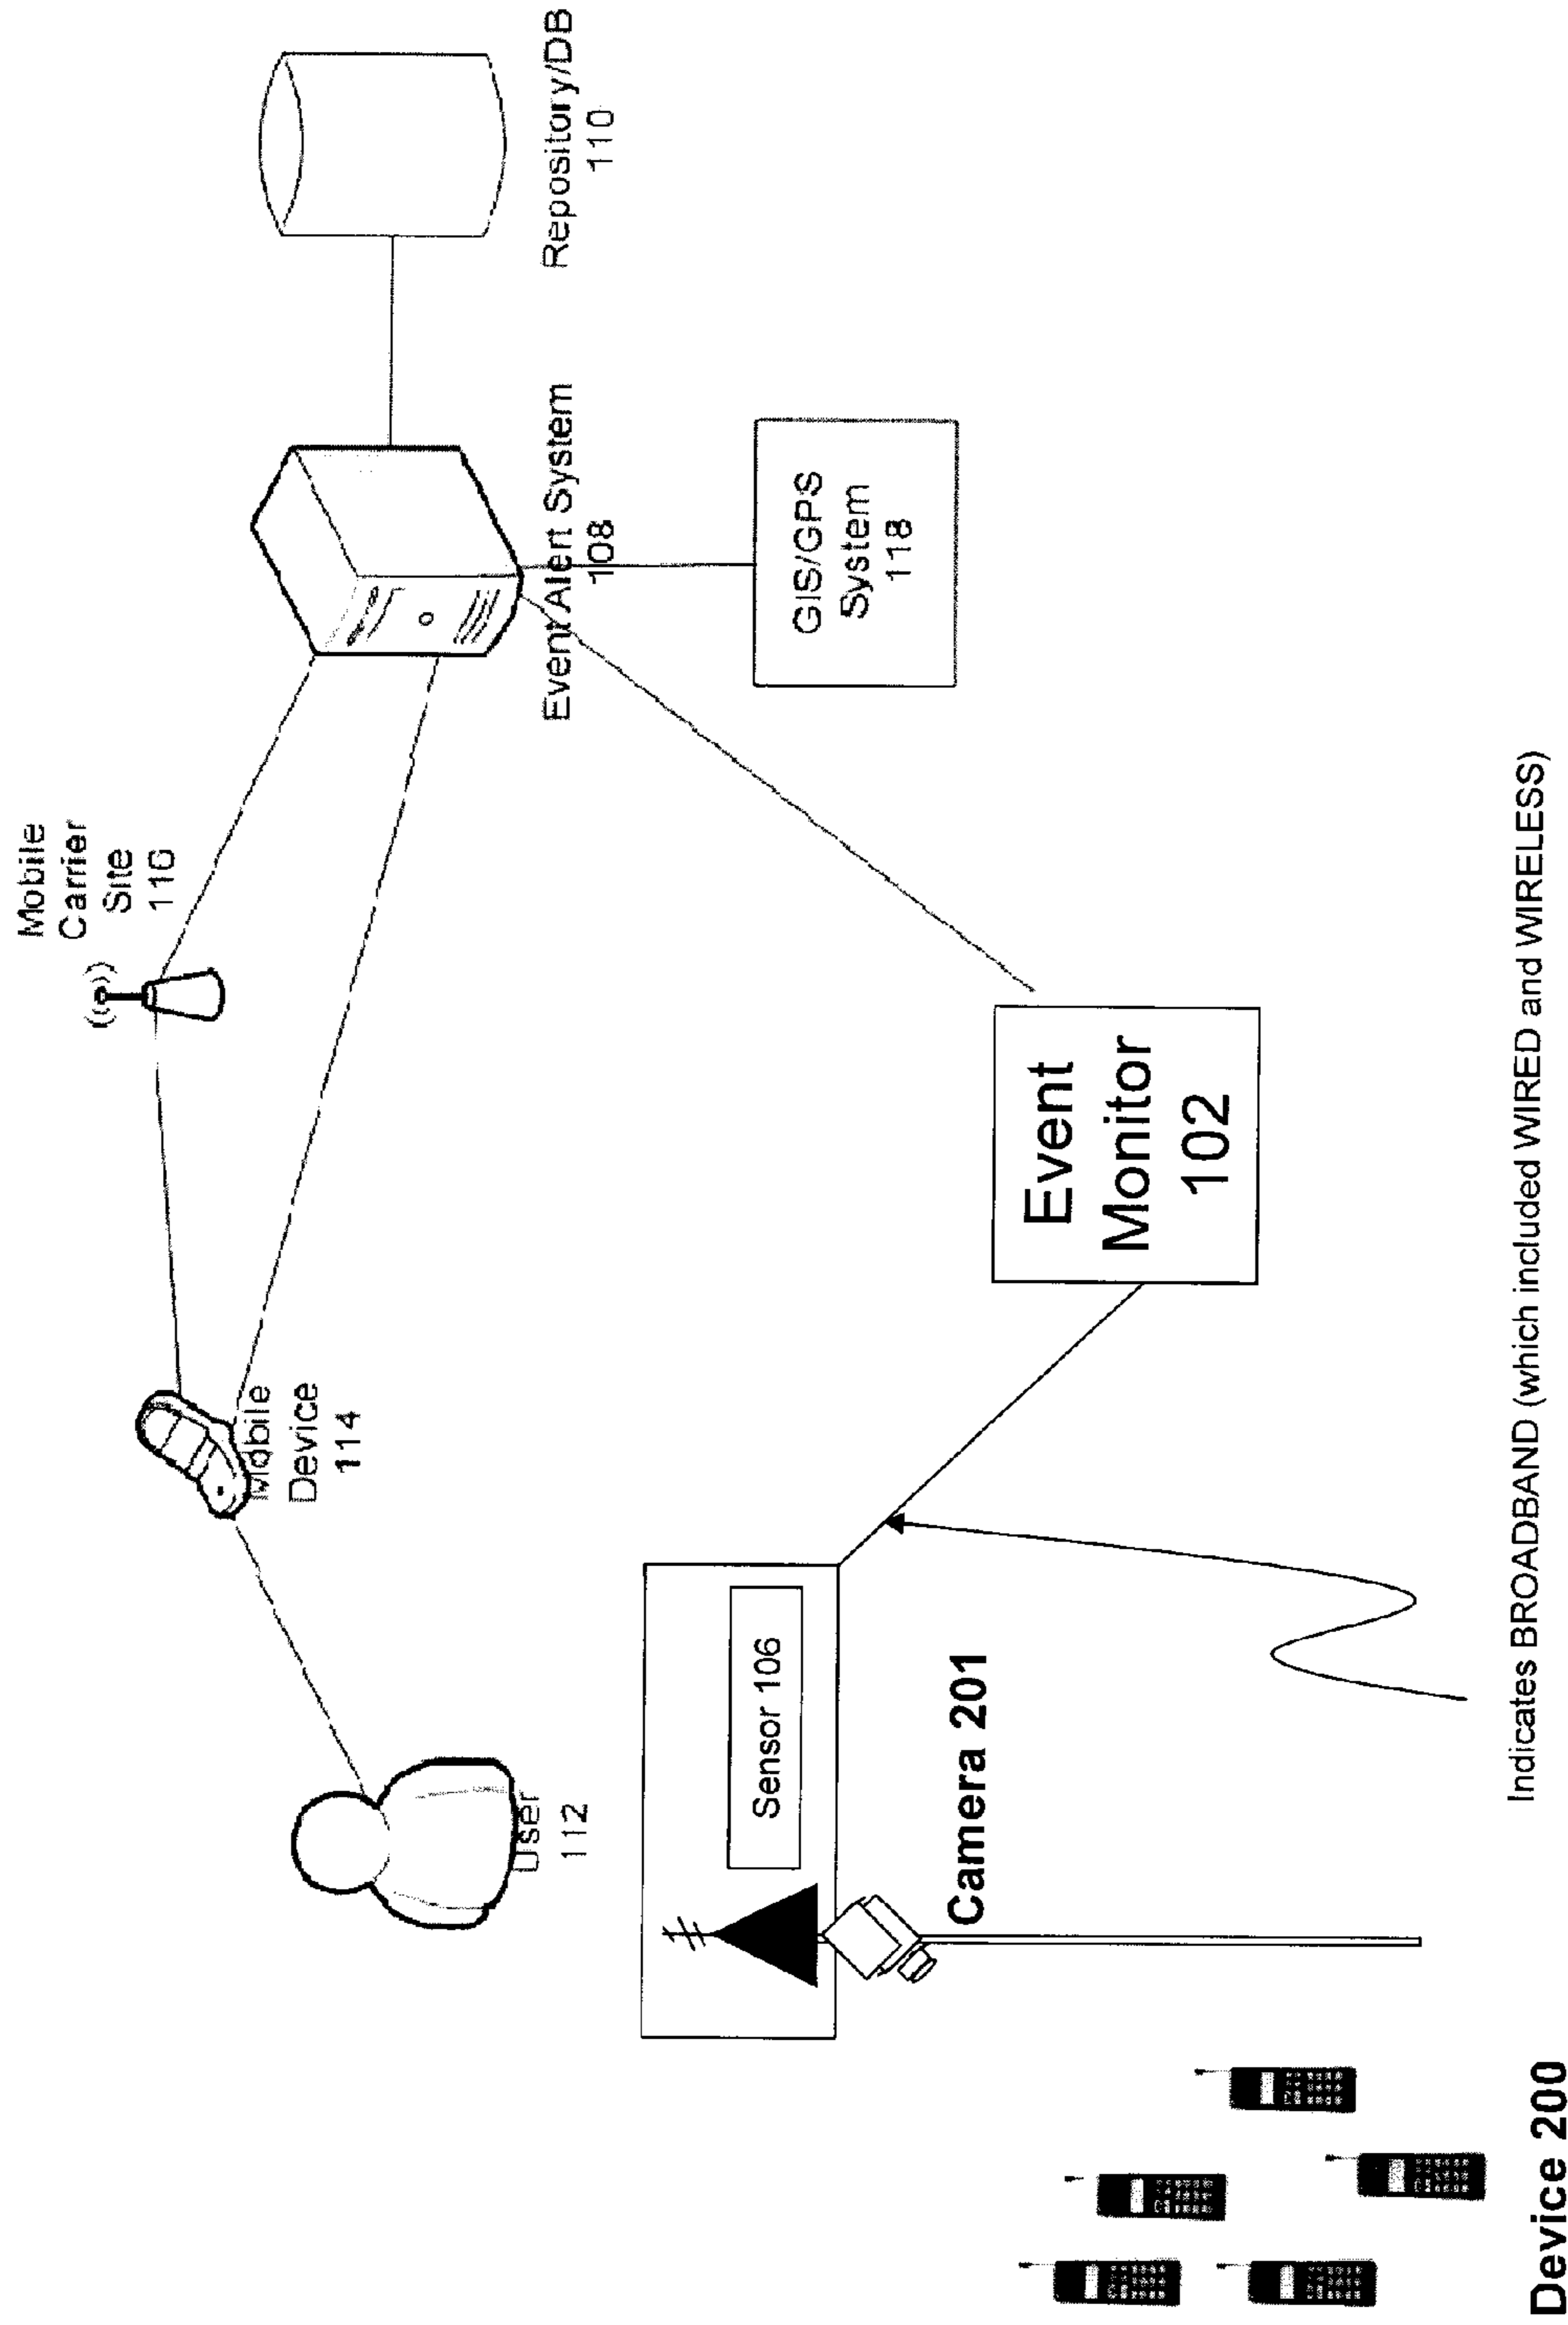 Mobile
Carrier
Site
116
Repository/DB
110
Mobile
Device
114
Event Alert System
108
User
112
GIS/GPS
System
118
Sensor 106
Camera 201
Event
Monitor
102
Indicates BROADBAND (which included WIRED and WIRELESS)
Device 200